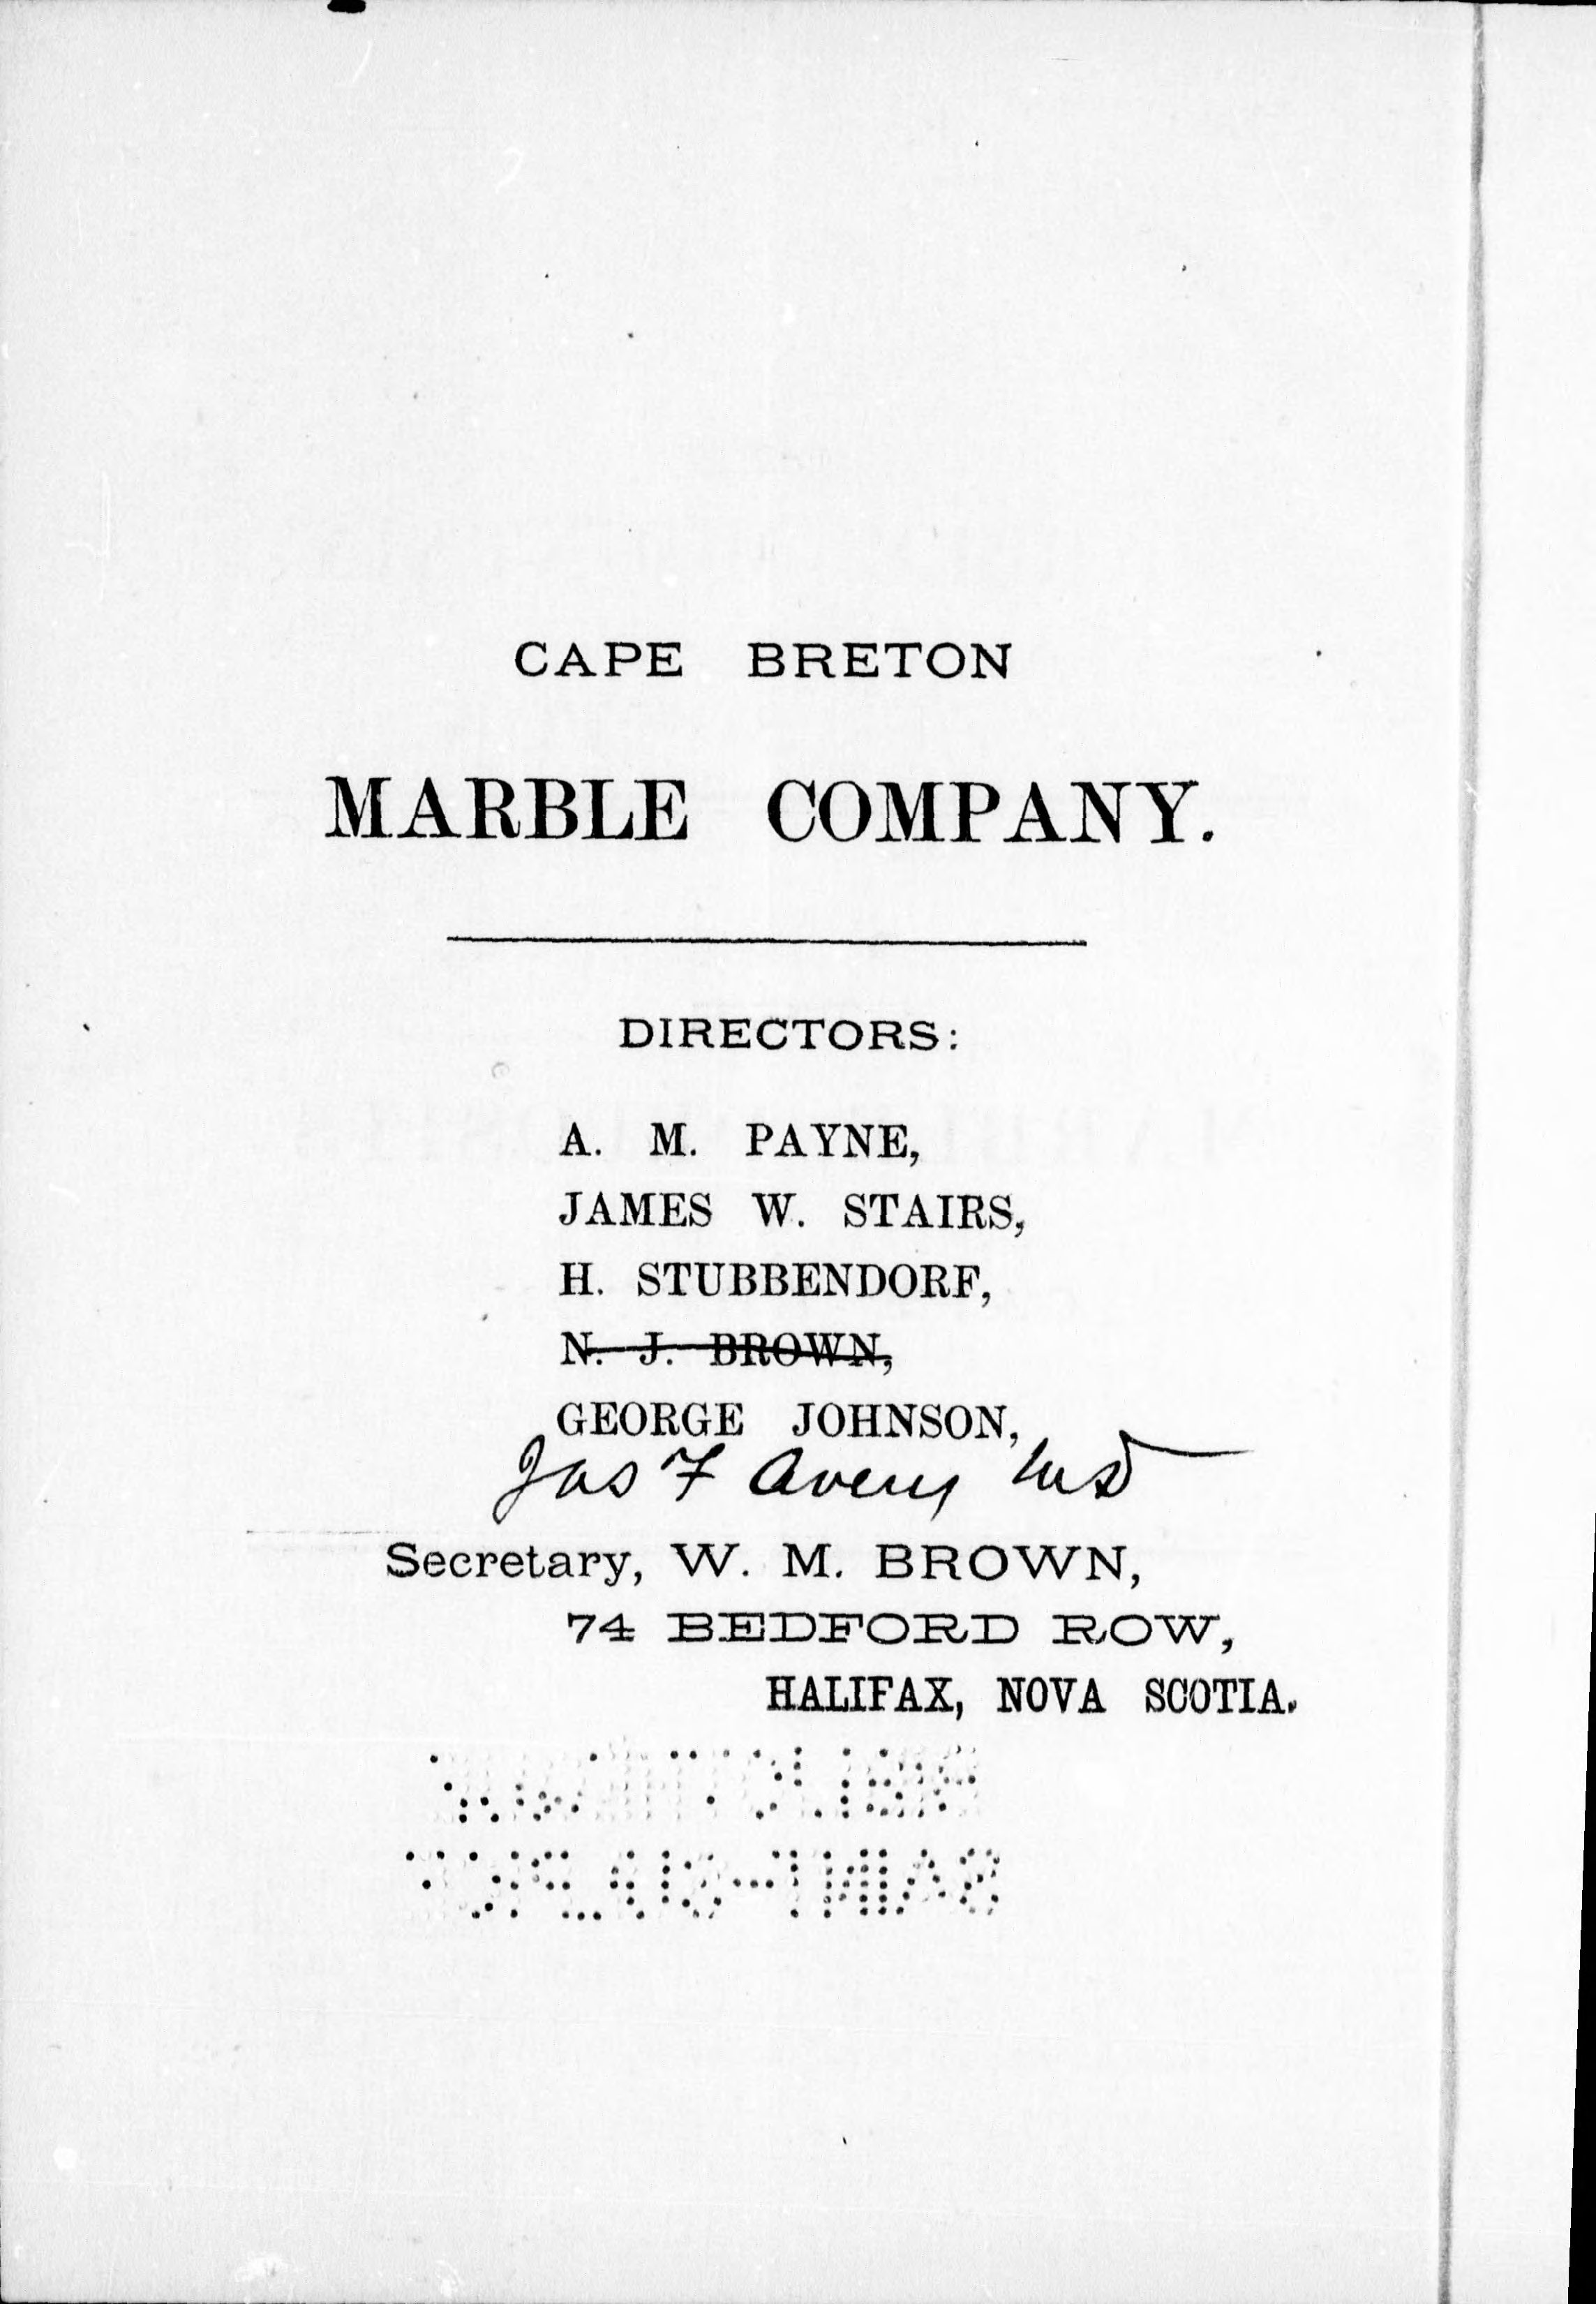 CAPE BRETON
MARBLE COMPANY.
DIRECTORS:
A. M. PAYNE,
JAMES W. STAIRS,
H. STUBBENDORF,
N. J. BROWN,
GEORGE JOHNSON,
Jas F Avery MD
Secretary, W. M. BROWN,
74 BEDFORD ROW,
HALIFAX, NOVA SCOTIA.